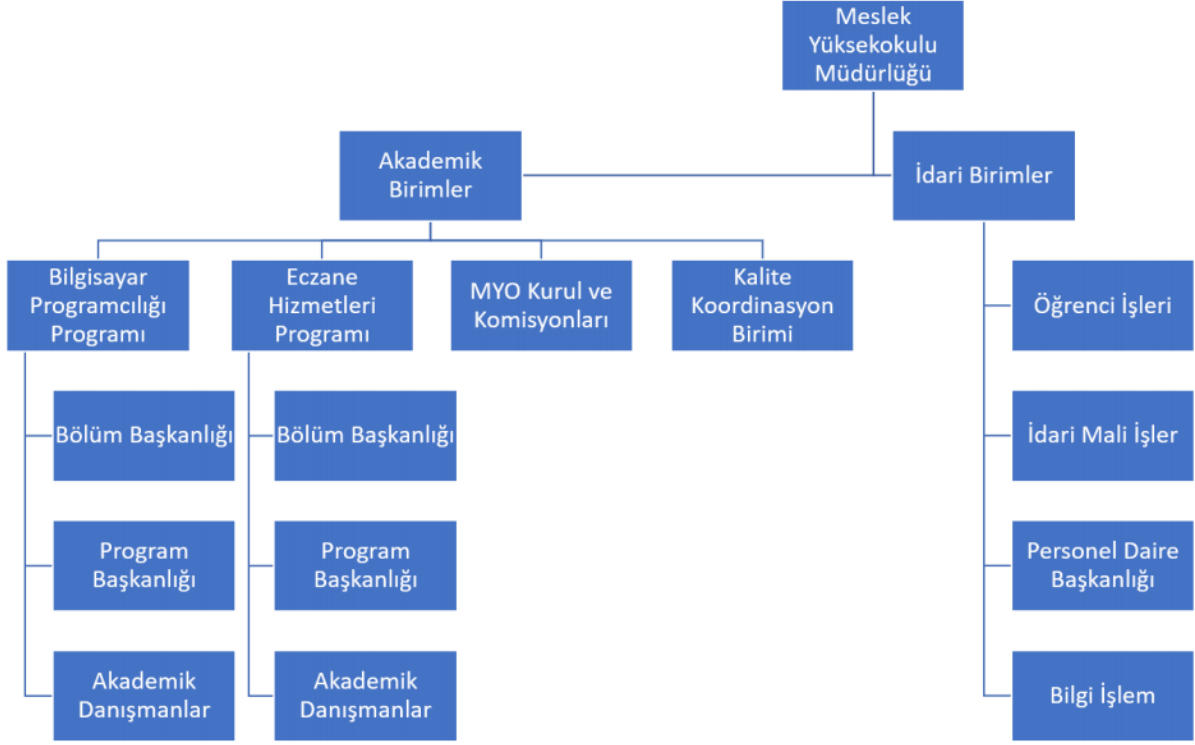 Meslek
Yüksekokulu
Müdürlüğü
Akademik
Birimler
İdari Birimler
Bilgisayar
Programcılığı
Programı
Eczane
Hizmetleri
Programı
MYO Kurul ve
Komisyonları
Kalite
Koordinasyon
Birimi
Öğrenci İşleri
Bölüm Başkanlığı
Bölüm Başkanlığı
İdari Mali İşler
Program
Başkanlığı
Program
Başkanlığı
Personel Daire
Başkanlığı
Akademik
Danışmanlar
Akademik
Danışmanlar
Bilgi İşlem